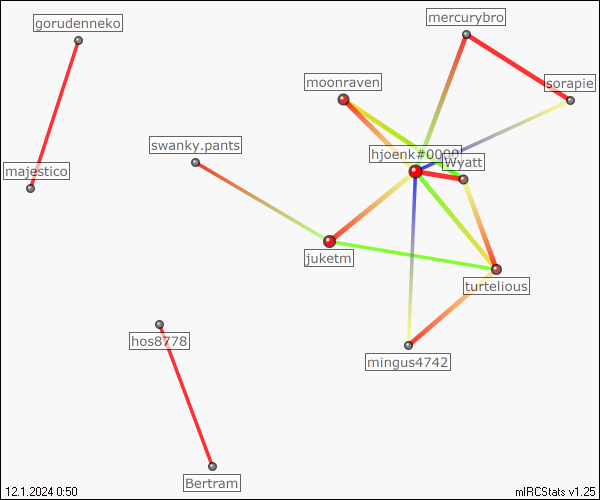 mercurybro
gorudenneko
moonraven
sorapie
swanky.pants
hjoenk#0000
Wyatt
majestico
juketm
turtelious
hos8778
mingus4742
Bertram
12.1.2024 0:50
mIRCStats v1.25